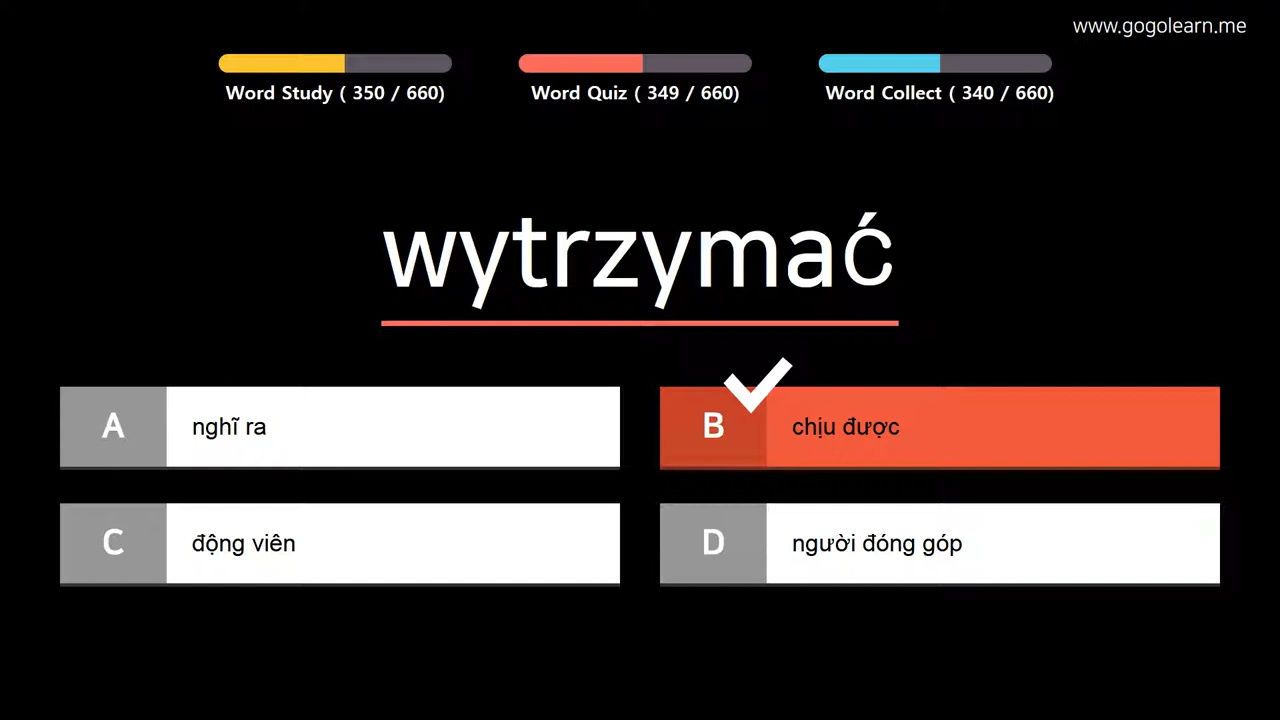 www.gogolearn.me
Word Study ( 350 / 660)
Word Quiz ( 349 / 660)
Word Collect ( 340 / 660)
wytrzymać
A nghĩ ra
B chịu được
C động viên
D người đóng góp